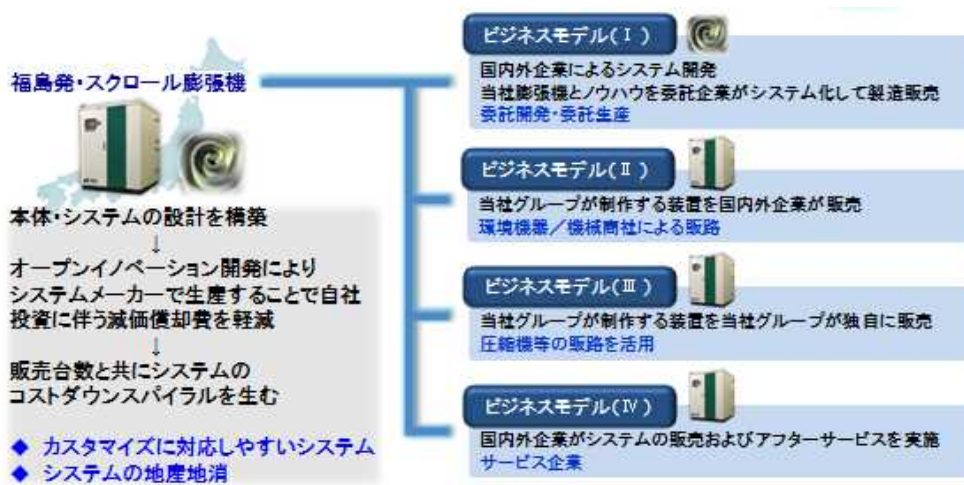 福島発・スクロール膨張機
本体・システムの設計を構築
↓
オープンイノベーション開発により
システムメーカーで生産することで自社
投資に伴う減価償却費を軽減
↓
販売台数と共にシステムの
コストダウンスパイラルを生む
◆ カスタマイズに対応しやすいシステム
◆ システムの地産地消
ビジネスモデル(Ⅰ)
国内外企業によるシステム開発
当社膨張機とノウハウを委託企業がシステム化して製造販売
委託開発・委託生産
ビジネスモデル(Ⅱ)
当社グループが制作する装置を国内外企業が販売
環境機器／機械商社による販路
ビジネスモデル(Ⅲ)
当社グループが制作する装置を当社グループが独自に販売
圧縮機等の販路を活用
ビジネスモデル(Ⅳ)
国内外企業がシステムの販売およびアフターサービスを実施
サービス企業